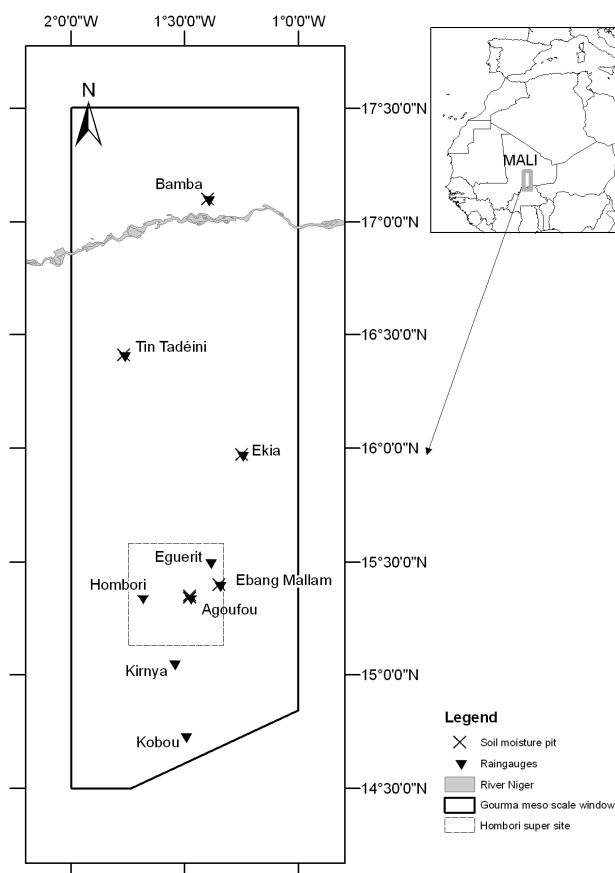 2°0'0"W 1°30'0"W 1°0'0"W
N
17°30'0"N
MALI
Bamba
17°0'0"N
Tin Tadéini
16°30'0"N
Ekia
16°0'0"N
Eguerit
15°30'0"N
Hombori
Ebang Mallam
Agoufou
Kirnya
15°0'0"N
Kobou
14°30'0"N
Legend
Soil moisture pit
Raingauges
River Niger
Gourma meso scale window
Hombori super site